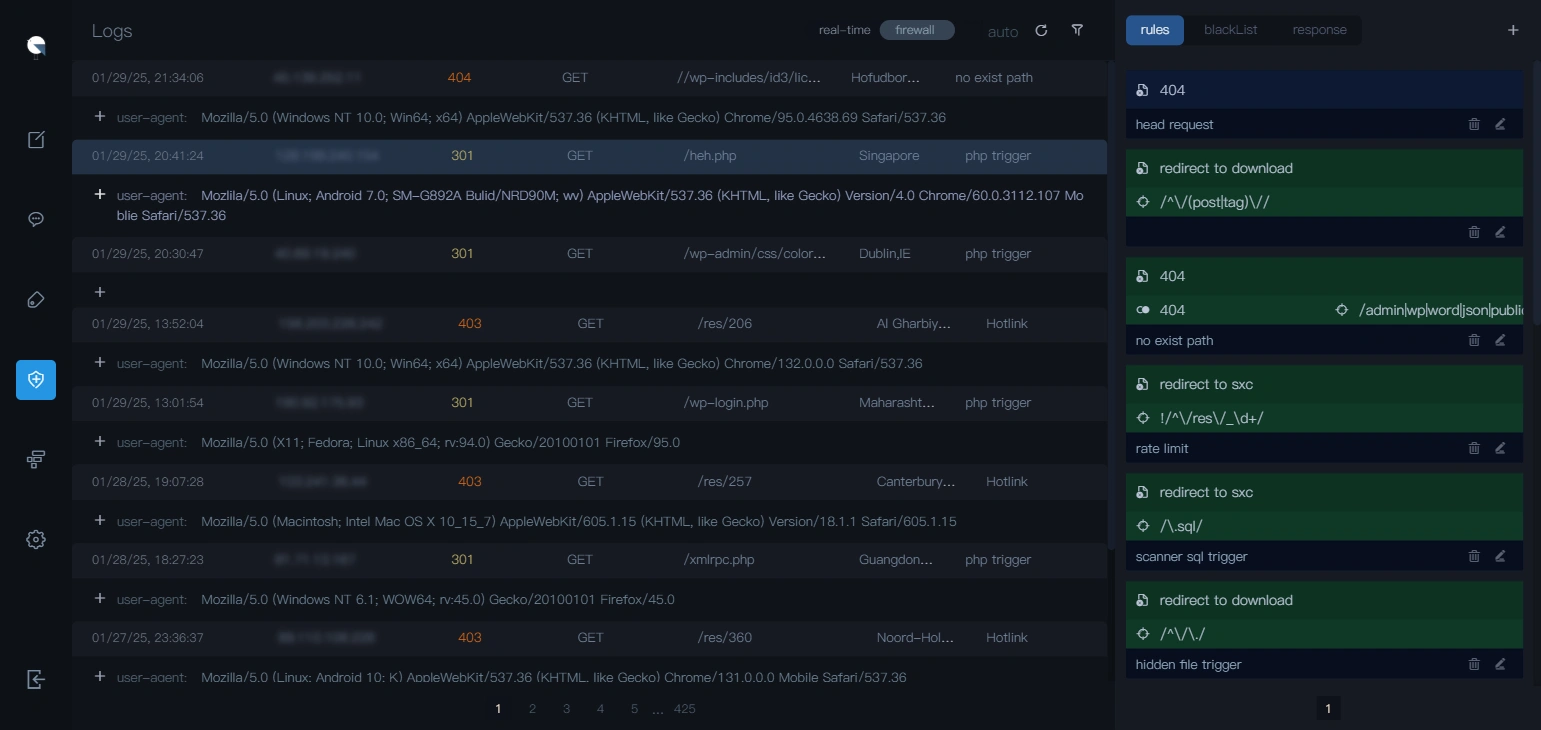 Logs
real-time firewall auto
01/29/25, 21:34:06 404 GET //wp-includes/id3/lic... Hofudbor... no exist path
+ user-agent: Mozilla/5.0 (Windows NT 10.0; Win64; x64) AppleWebKit/537.36 (KHTML, like Gecko) Chrome/95.0.4638.69 Safari/537.36
01/29/25, 20:41:24 301 GET /heh.php Singapore php trigger
+ user-agent: Mozlila/5.0 (Linux; Android 7.0; SM-G892A Bulid/NRD90M; wv) AppleWebKit/537.36 (KHTML, like Gecko) Version/4.0 Chrome/60.0.3112.107 Mo
blie Safari/537.36
01/29/25, 20:30:47 301 GET /wp-admin/css/color... Dublin,IE php trigger
+
01/29/25, 13:52:04 403 GET /res/206 Al Gharbiy... Hotlink
+ user-agent: Mozilla/5.0 (Windows NT 10.0; Win64; x64) AppleWebKit/537.36 (KHTML, like Gecko) Chrome/132.0.0.0 Safari/537.36
01/29/25, 13:01:54 301 GET /wp-login.php Maharasht... php trigger
+ user-agent: Mozilla/5.0 (X11; Fedora; Linux x86_64; rv:94.0) Gecko/20100101 Firefox/95.0
01/28/25, 19:07:28 403 GET /res/257 Canterbury... Hotlink
+ user-agent: Mozilla/5.0 (Macintosh; Intel Mac OS X 10_15_7) AppleWebKit/605.1.15 (KHTML, like Gecko) Version/18.1.1 Safari/605.1.15
01/28/25, 18:27:23 301 GET /xmlrpc.php Guangdon... php trigger
+ user-agent: Mozilla/5.0 (Windows NT 6.1; WOW64; rv:45.0) Gecko/20100101 Firefox/45.0
01/27/25, 23:36:37 403 GET /res/360 Noord-Hol... Hotlink
+ user-agent: Mozilla/5.0 (Linux; Android 10; K) AppleWebKit/537.36 (KHTML, like Gecko) Chrome/131.0.0.0 Mobile Safari/537.36
1 2 3 4 5 ... 425
rules blackList response +
404
head request
redirect to download
/^\/(post|tag)\//
404
404 /admin|wp|word|json|public
no exist path
redirect to sxc
!/^\/res\/_\d+/
rate limit
redirect to sxc
/\.sql/
scanner sql trigger
redirect to download
/^\/\./
hidden file trigger
1